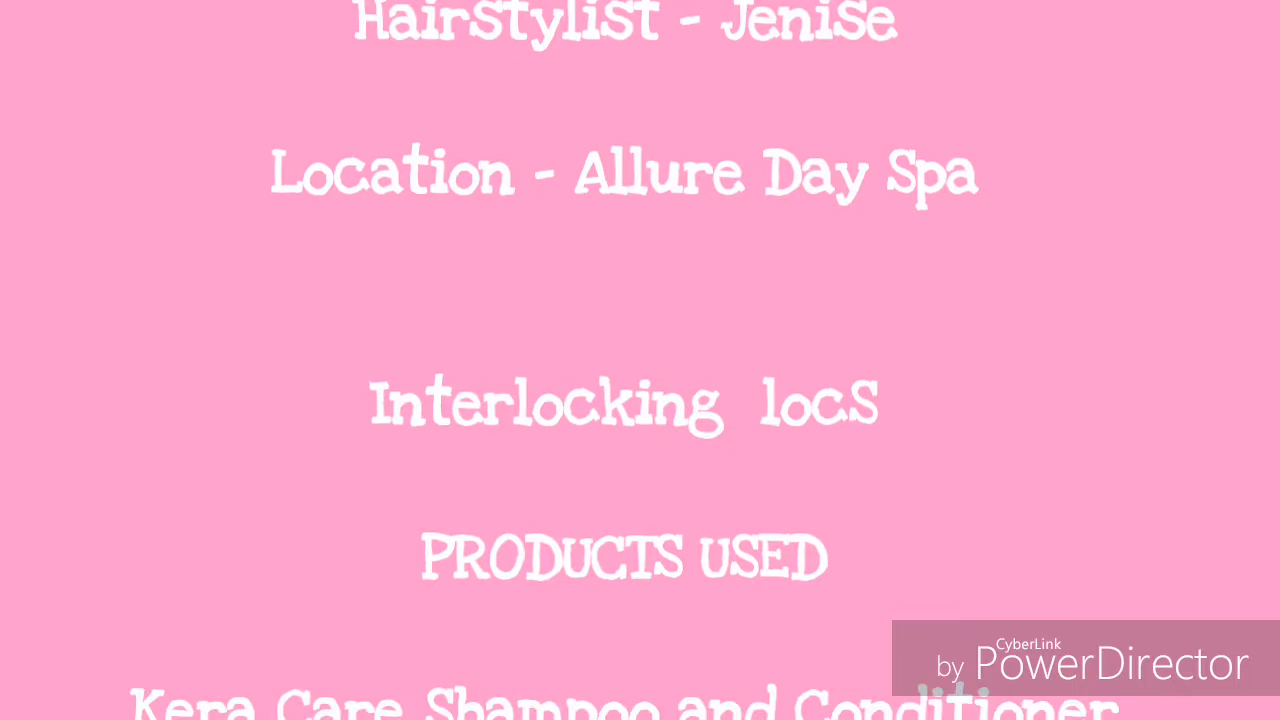 Hairstylist - Jenise
Location - Allure Day Spa
Interlocking locs
PRODUCTS USED
CyberLink
by PowerDirector
Kera Care Shampoo and Conditioner